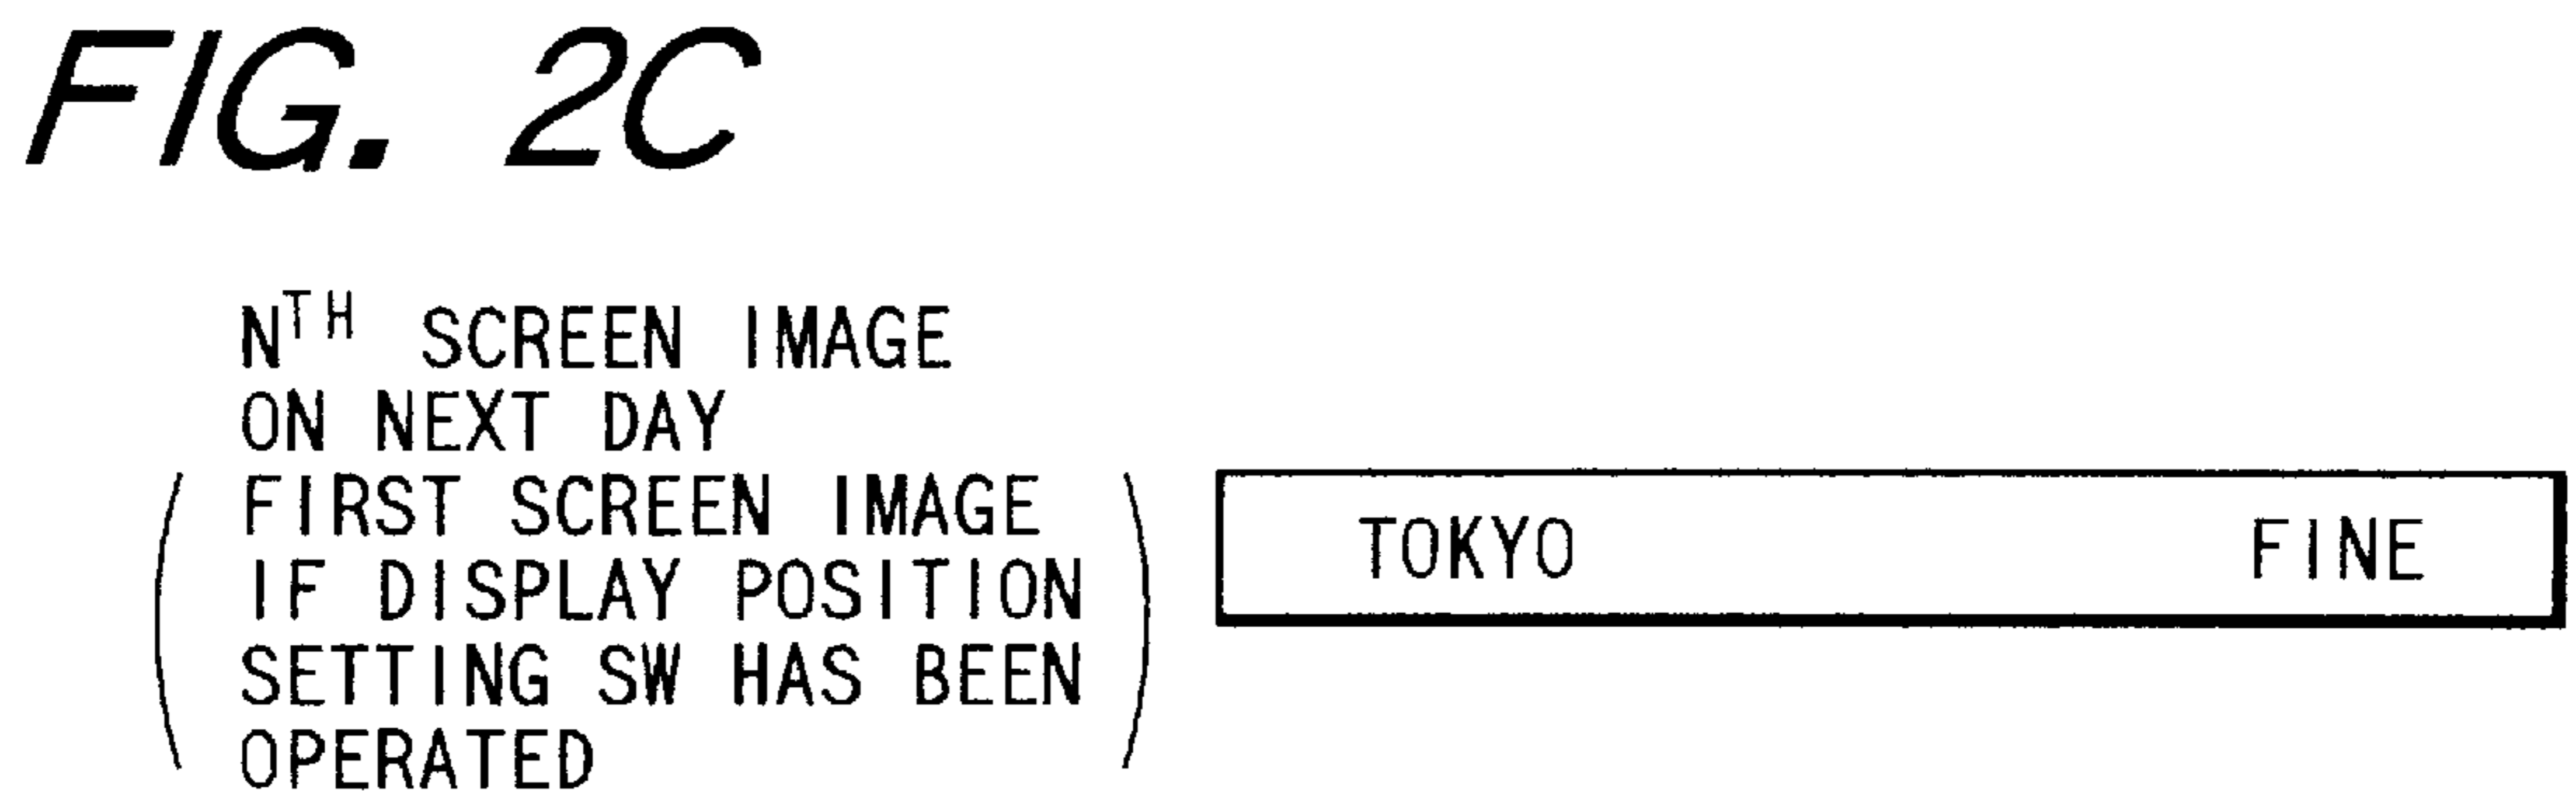 FIG. 2C
NTH SCREEN IMAGE
ON NEXT DAY
FIRST SCREEN IMAGE
IF DISPLAY POSITION
SETTING SW HAS BEEN
OPERATED
TOKYO FINE